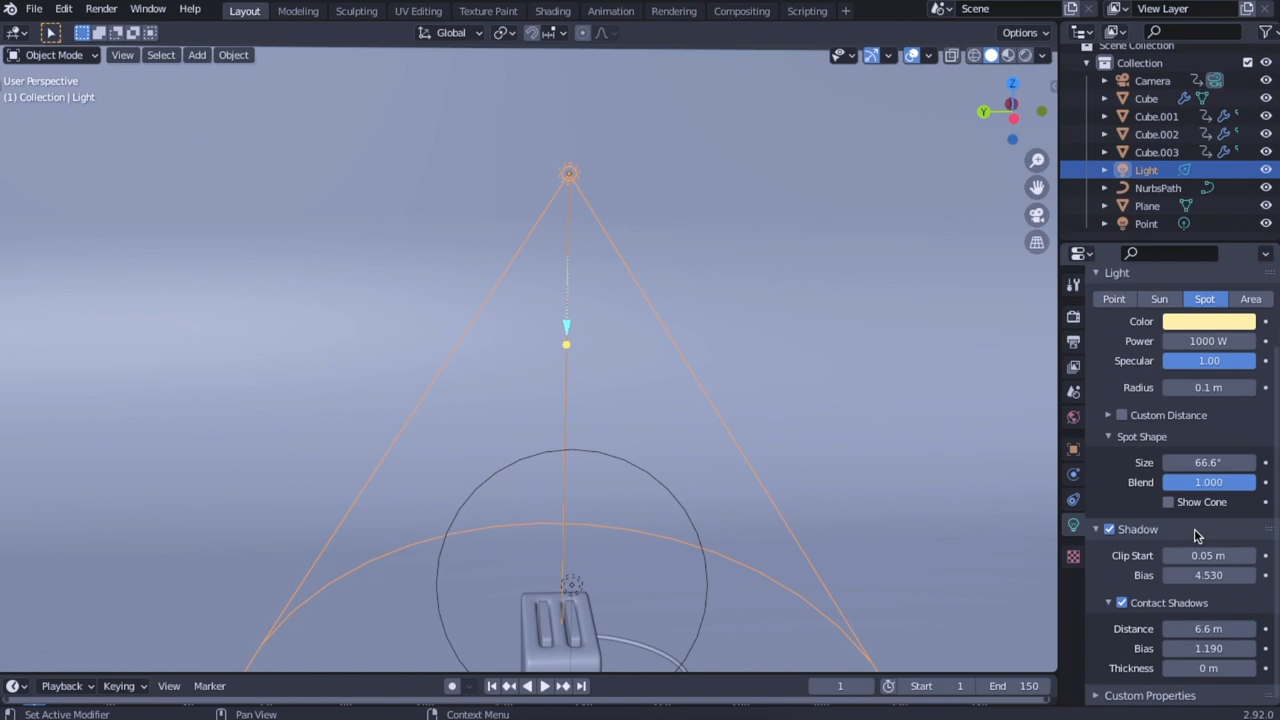 File Edit Render Window Help Layout Modeling Sculpting UV Editing Texture Paint Shading Animation Rendering Compositing Scripting + Scene View Layer
Global Options
Object Mode View Select Add Object
User Perspective
(1) Collection | Light
Z
Y
Scene Collection
Collection
Camera
Cube
Cube.001
Cube.002
Cube.003
Light
NurbsPath
Plane
Point
Light
Point Sun Spot Area
Color
Power 1000 W
Specular 1.00
Radius 0.1 m
Custom Distance
Spot Shape
Size 66.6°
Blend 1.000
Show Cone
Shadow
Clip Start 0.05 m
Bias 4.530
Contact Shadows
Distance 6.6 m
Bias 1.190
Thickness 0 m
Custom Properties
Playback Keying View Marker 1 Start 1 End 150
Set Active Modifier Pan View Context Menu 2.92.0